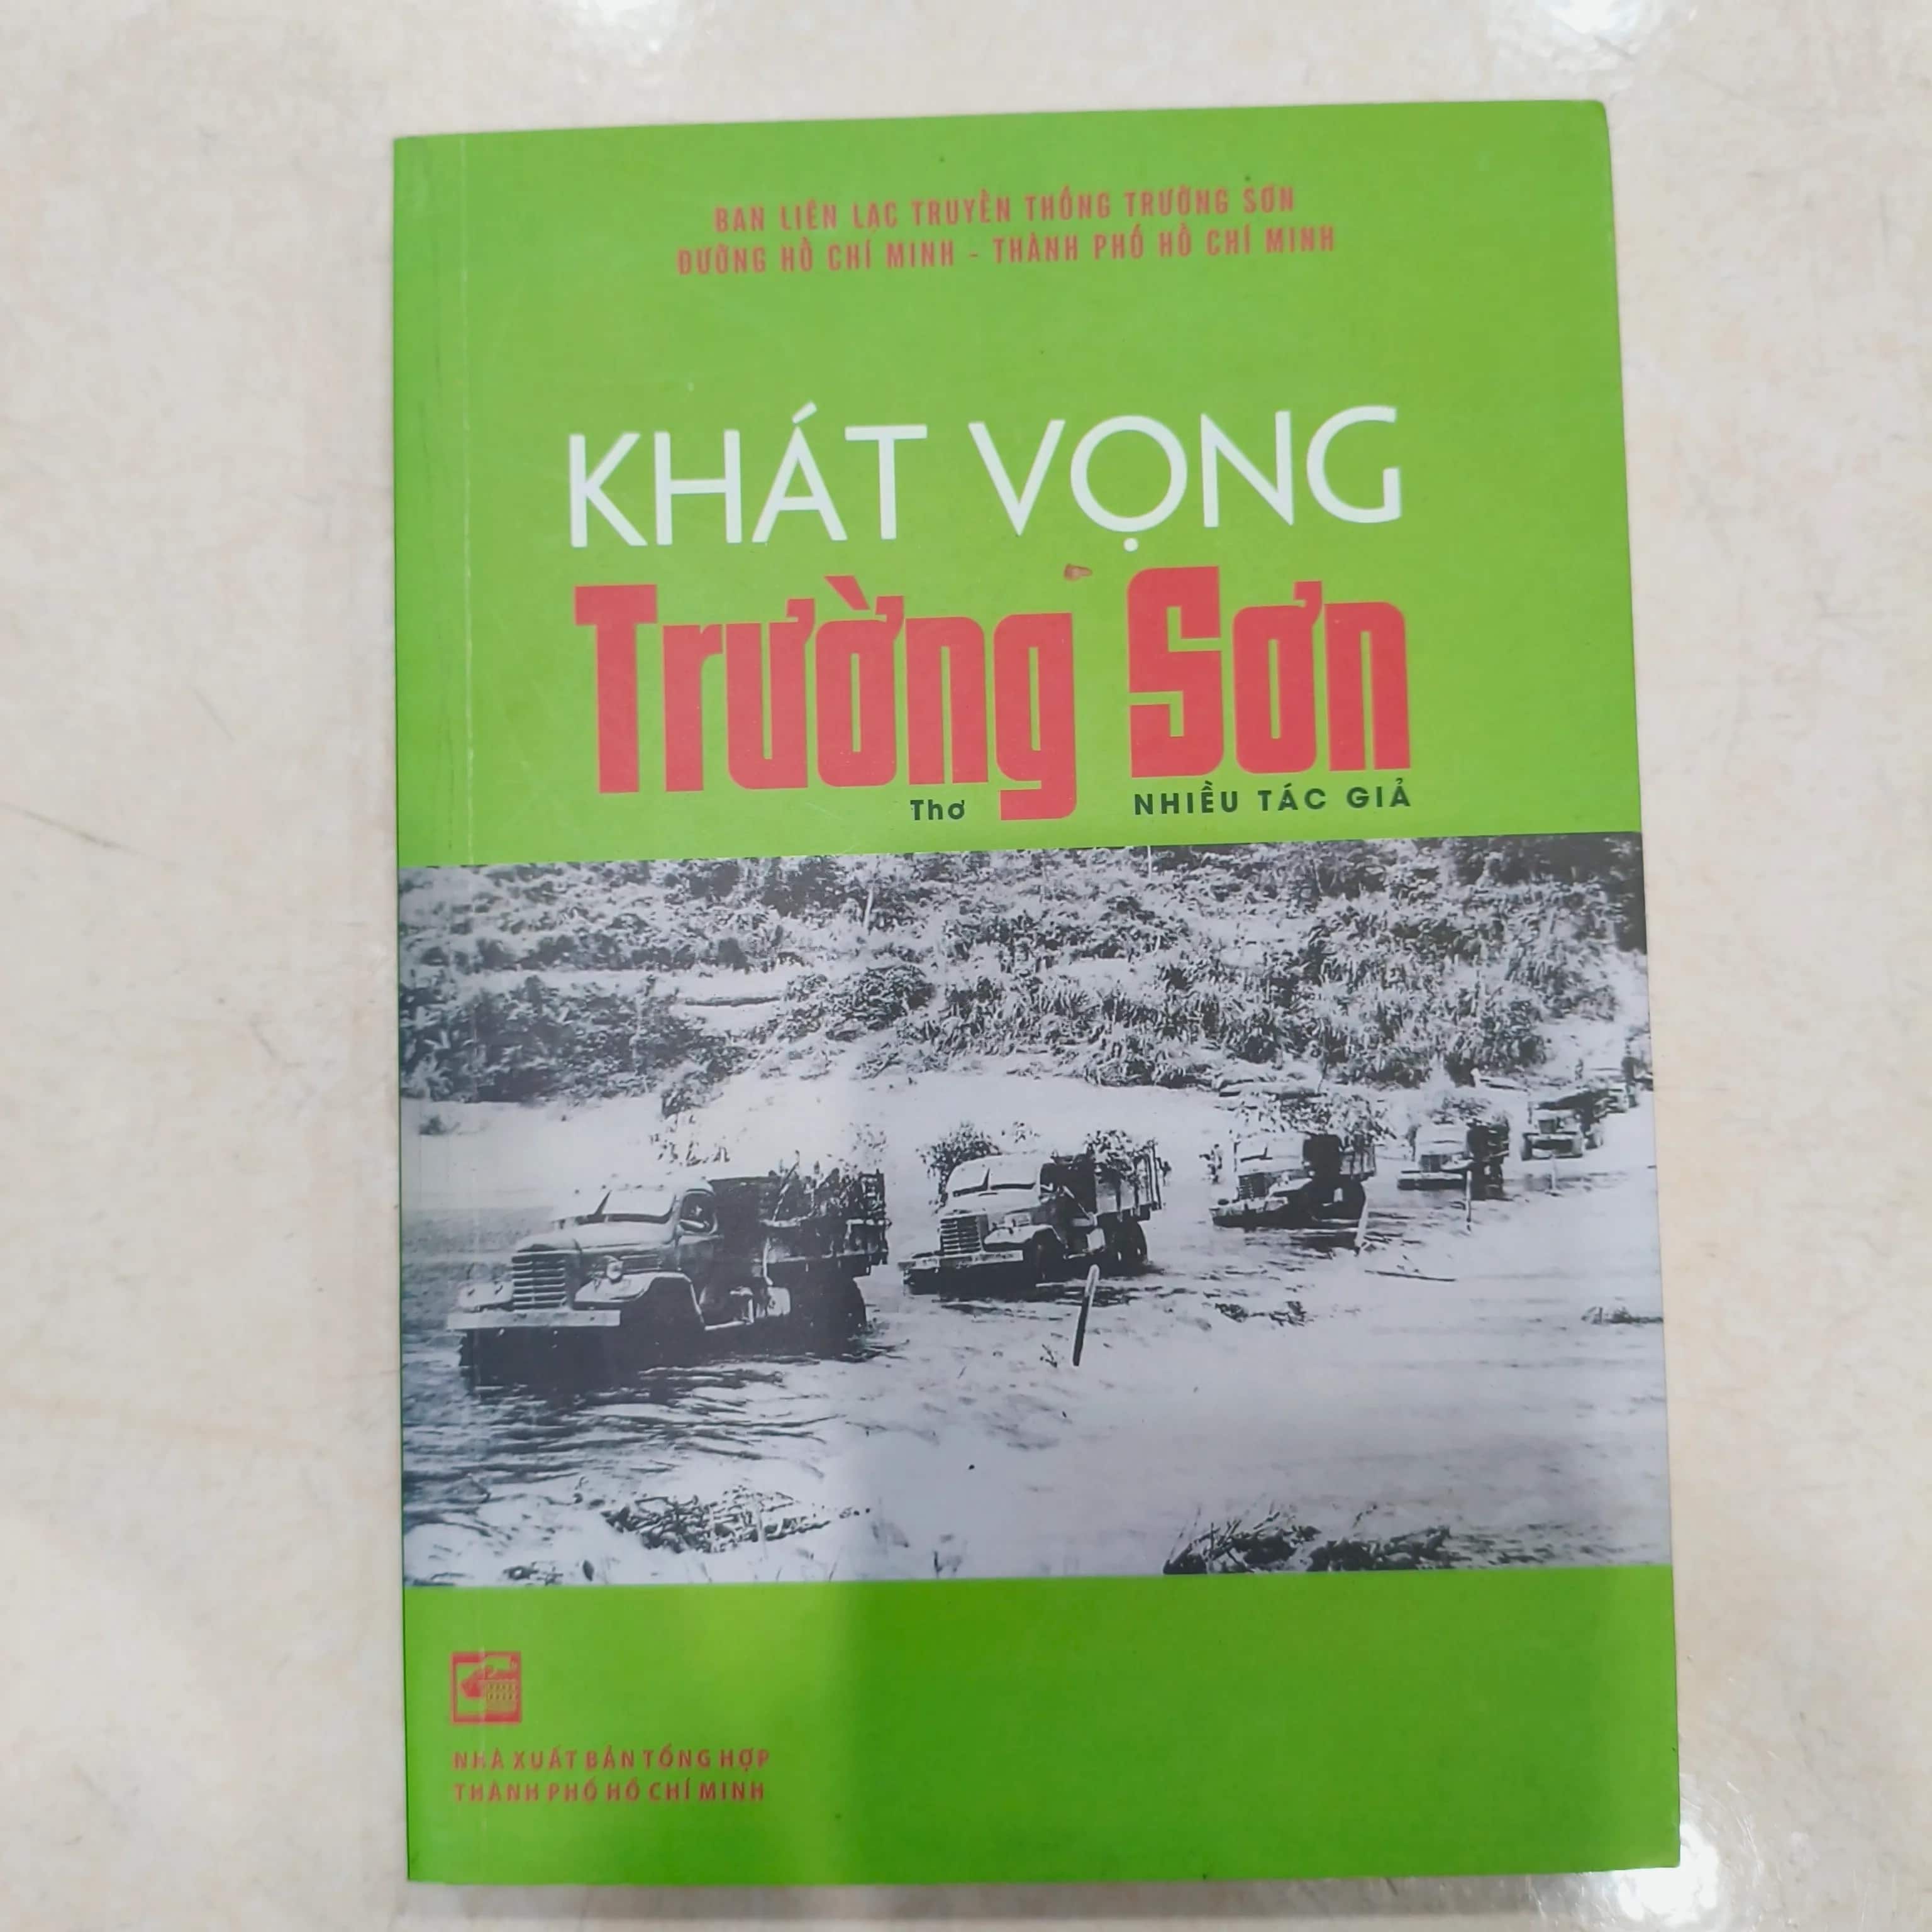 BAN LIÊN LẠC TRUYỀN THỐNG TRƯỜNG SƠN
ĐƯỜNG HỒ CHÍ MINH - THÀNH PHỐ HỒ CHÍ MINH
KHÁT VỌNG
Trường Sơn
Thơ NHIỀU TÁC GIẢ
NHÀ XUẤT BẢN TỔNG HỢP
THÀNH PHỐ HỒ CHÍ MINH